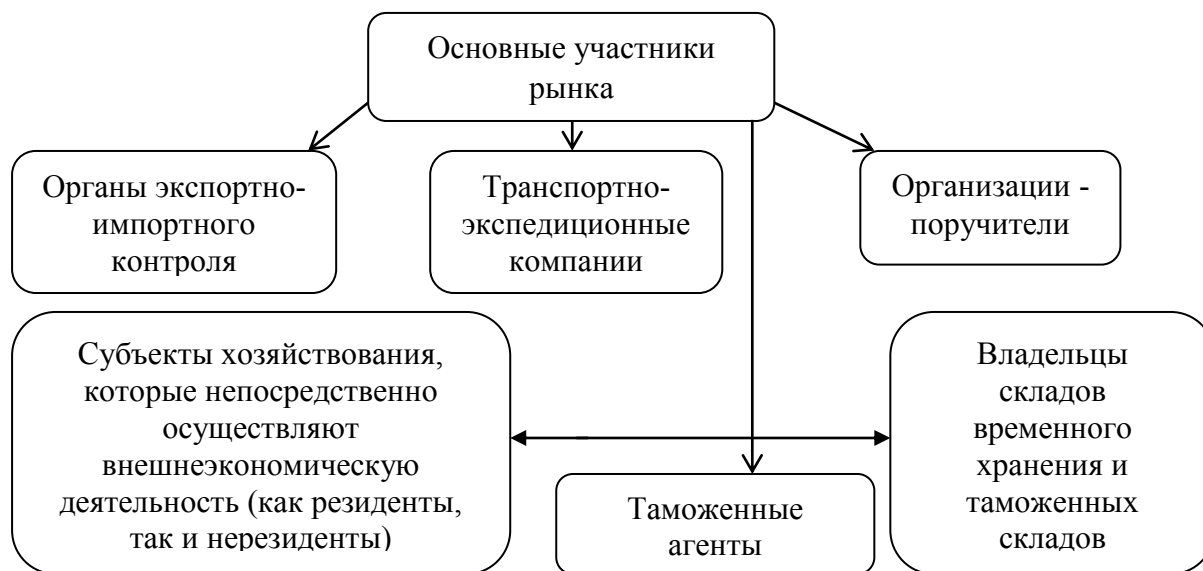 Основные участники
рынка
Органы экспортно-
импортного
контроля
Транспортно-
экспедиционные
компании
Организации -
поручители
Субъекты хозяйствования,
которые непосредственно
осуществляют
внешнеэкономическую
деятельность (как резиденты,
так и нерезиденты)
Таможенные
агенты
Владельцы
складов
временного
хранения и
таможенных
складов